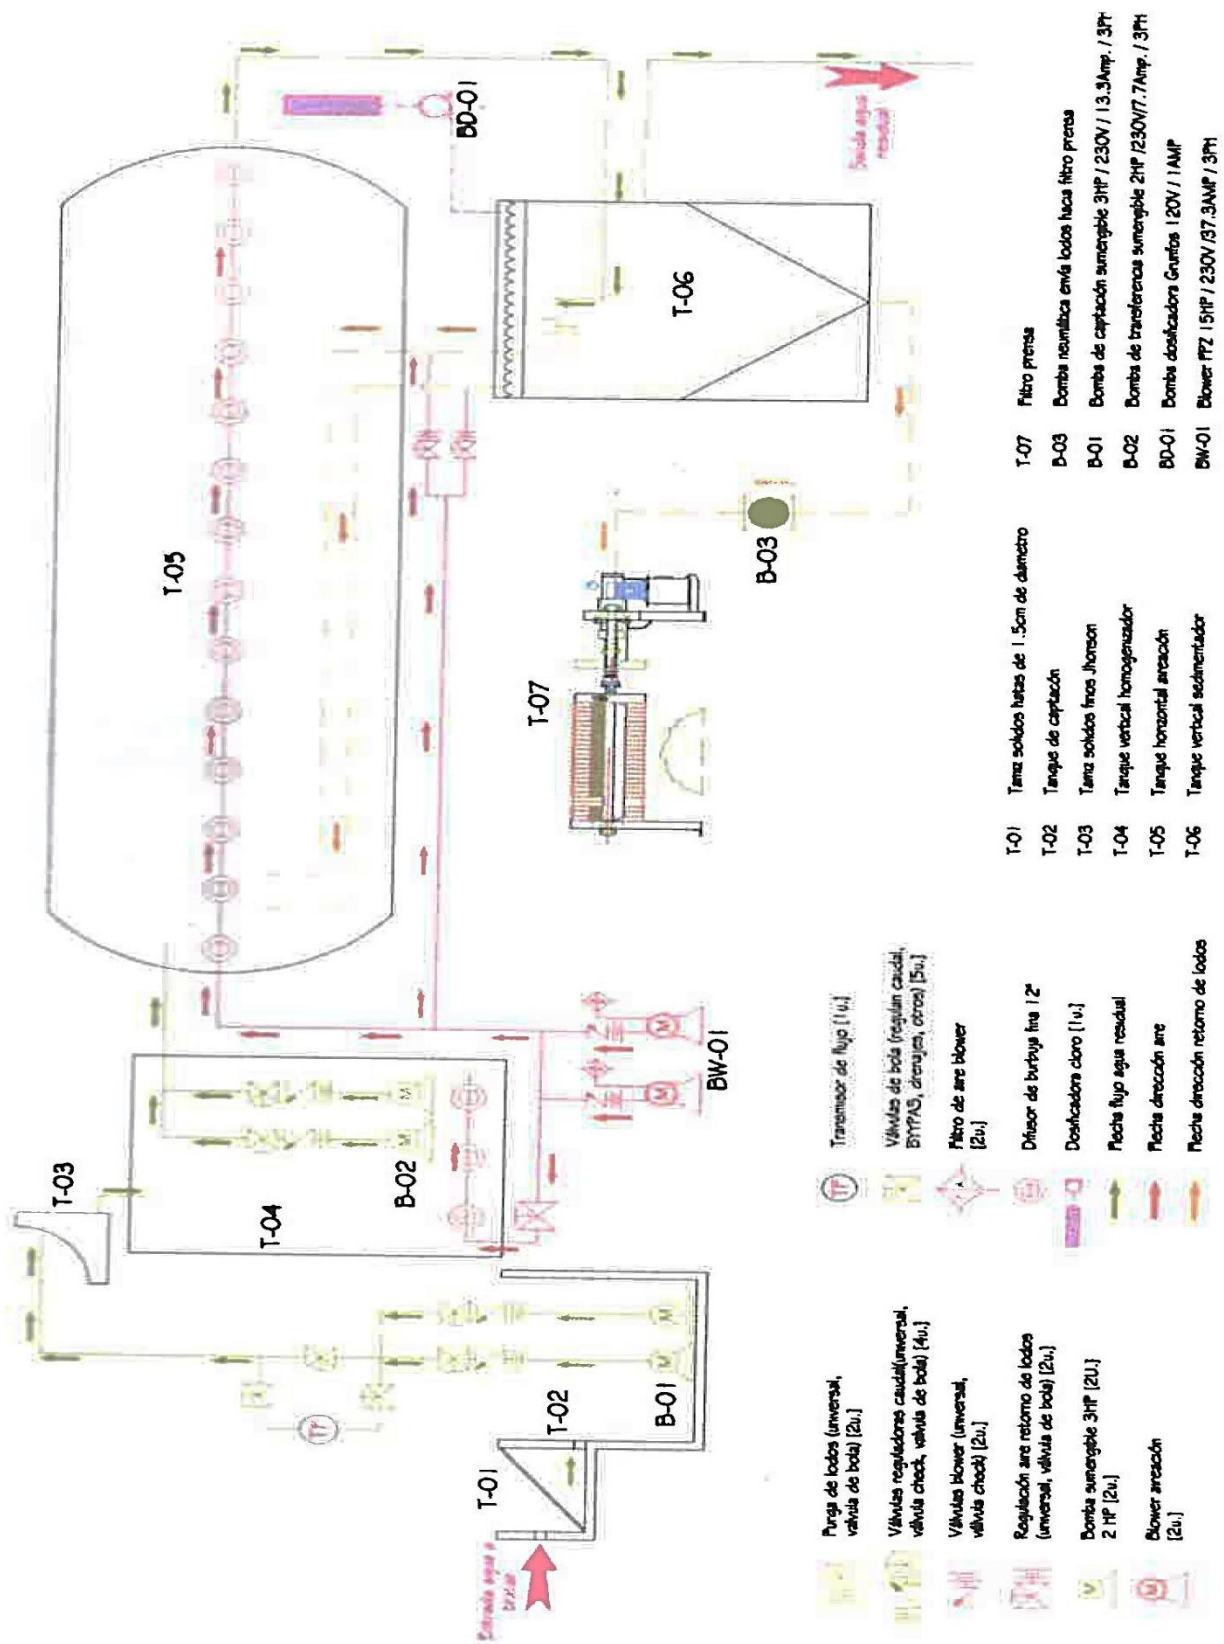 T-01
T-02
B-01
T-03
T-04
B-02
T-05
BW-01
T-07
B-03
T-06
BD-01
Salida agua
residual
Entrada agua a
M
M
M
M
M
M
Purga de lodos (universal,
valvula de bola) [2u.]
Válvulas reguladoras caudal(universal,
válvula check, válvula de bola) [4u.]
Válvulas blower (universal,
válvula check) [2u.]
Regulación aire retorno de lodos
(universal, válvula de bola) [2u.]
Bomba sumergible 3HP [2U.]
2 HP [2u.]
Blower aireación
[2u.]
Transmisor de flujo [1u.]
Válvulas de bola (regulan caudal,
BYYPAS, drenajes, otros) [5u.]
Filtro de aire blower
[2u.]
Difusor de burbuja fina 12"
Dosificadora cloro [1u.]
Flecha flujo agua residual
Flecha dirección aire
Flecha dirección retorno de lodos
T-01 Tamiz solidos hatas de 1.5cm de diametro
T-02 Tanque de captación
T-03 Tamiz solidos finos Jhonson
T-04 Tanque vertical homogenizador
T-05 Tanque horizontal aireación
T-06 Tanque vertical sedimentador
T-07 Filtro prensa
B-03 Bomba neumática envía lodos hacia filtro prensa
B-01 Bomba de captación sumergible 3HP / 230V / 13.3Amp. / 3PH
B-02 Bomba de transferencia sumergible 2HP /230V/7.7Amp. / 3PH
BD-01 Bomba dosificadora Grunfos 120V / 1AMP
BW-01 Blower FPZ 15HP / 230V /37.3AMP / 3PH